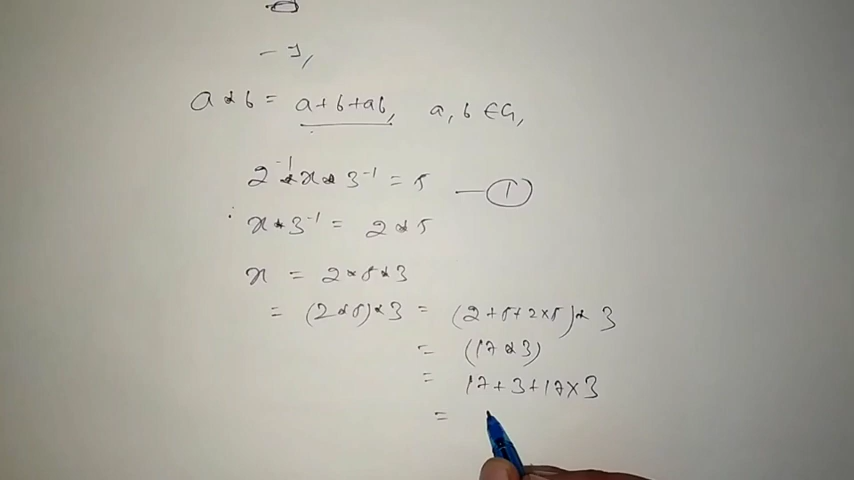 - 1,
a * b = a + b + ab, a, b ∈ G,
2⁻¹ * x * 3⁻¹ = 5 — ①
∴ x * 3⁻¹ = 2 * 5
x = 2 * 5 * 3
= (2 * 5) * 3 = (2 + 5 + 2 × 5) * 3
= (17 * 3)
= 17 + 3 + 17 × 3
=